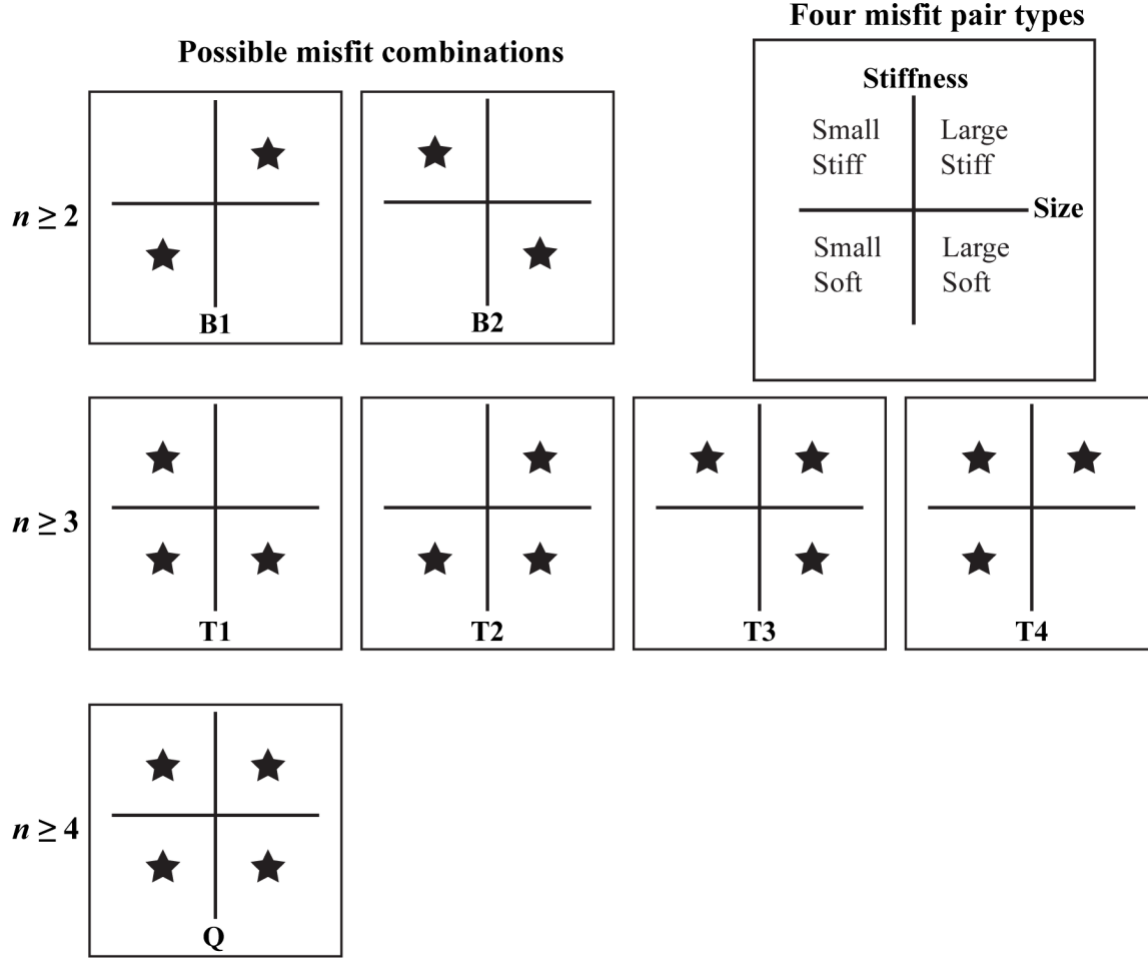 Four misfit pair types
Possible misfit combinations
Stiffness
Small
Stiff
Large
Stiff
Size
Small
Soft
Large
Soft
n ≥ 2
B1
B2
n ≥ 3
T1
T2
T3
T4
n ≥ 4
Q